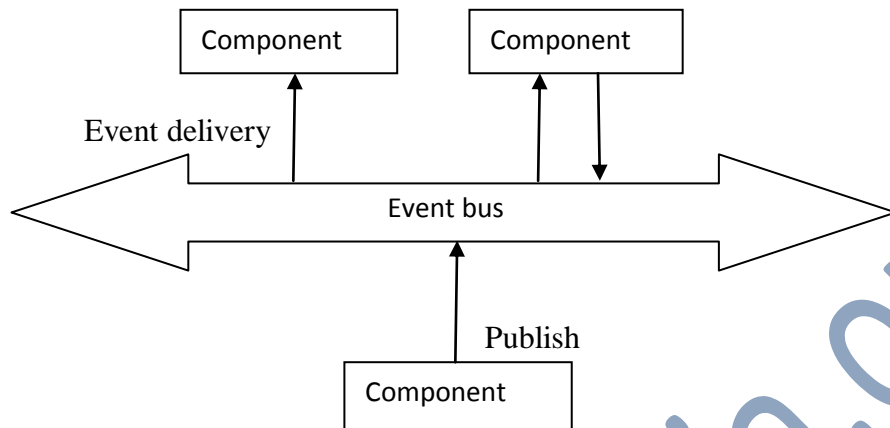 Component
Component
Event delivery
Event bus
Publish
Component